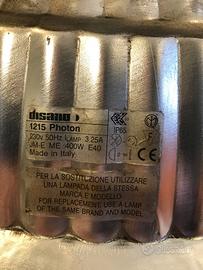 disano
1215 Photon
230V 50Hz LAMP 3.25A
JM-E ME 400W E40
Made in Italy
IP65
F
CE
PER LA SOSTITUZIONE UTILIZZARE
UNA LAMPADA DELLA STESSA
MARCA E MODELLO
FOR REPLACEMENT USE A LAMP
OF THE SAME BRAND AND MODEL